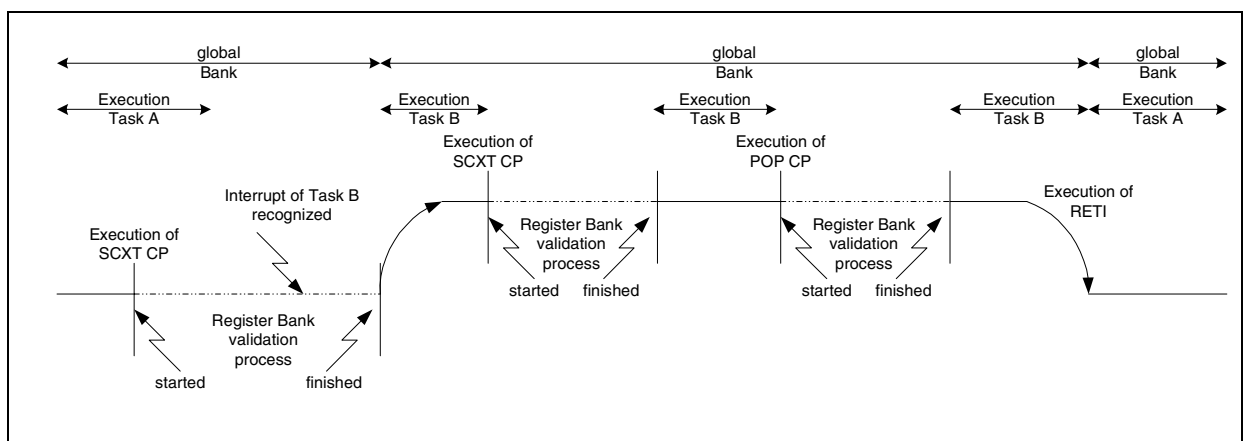 global
Bank
global
Bank
global
Bank
Execution
Task A
Execution
Task B
Execution
Task B
Execution
Task B
Execution
Task A
Execution of
SCXT CP
Execution of
POP CP
Interrupt of Task B
recognized
Execution of
RETI
Execution of
SCXT CP
Register Bank
validation
process
started
finished
Register Bank
validation
process
started
finished
Register Bank
validation
process
started
finished